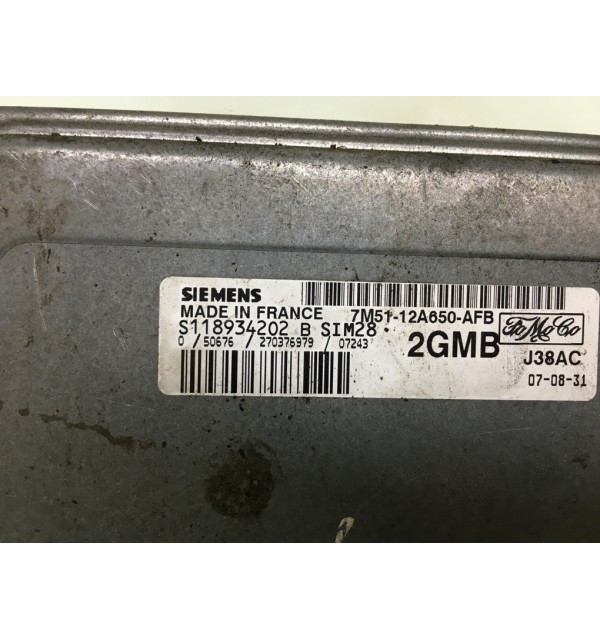 SIEMENS
MADE IN FRANCE 7M51-12A650-AFB
S118934202 B SIM28
0 / 50676 / 270376979 / 07243
2GMB
FoMoCo
J38AC
07-08-31